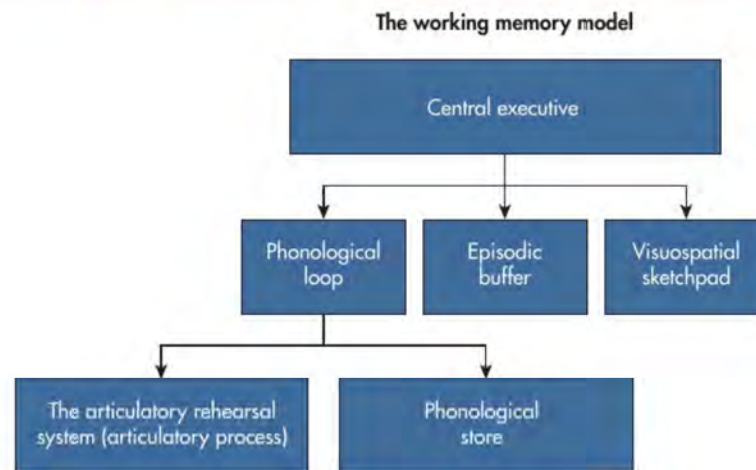 The working memory model
Central executive
Phonological
loop
Episodic
buffer
Visuospatial
sketchpad
The articulatory rehearsal
system (articulatory process)
Phonological
store